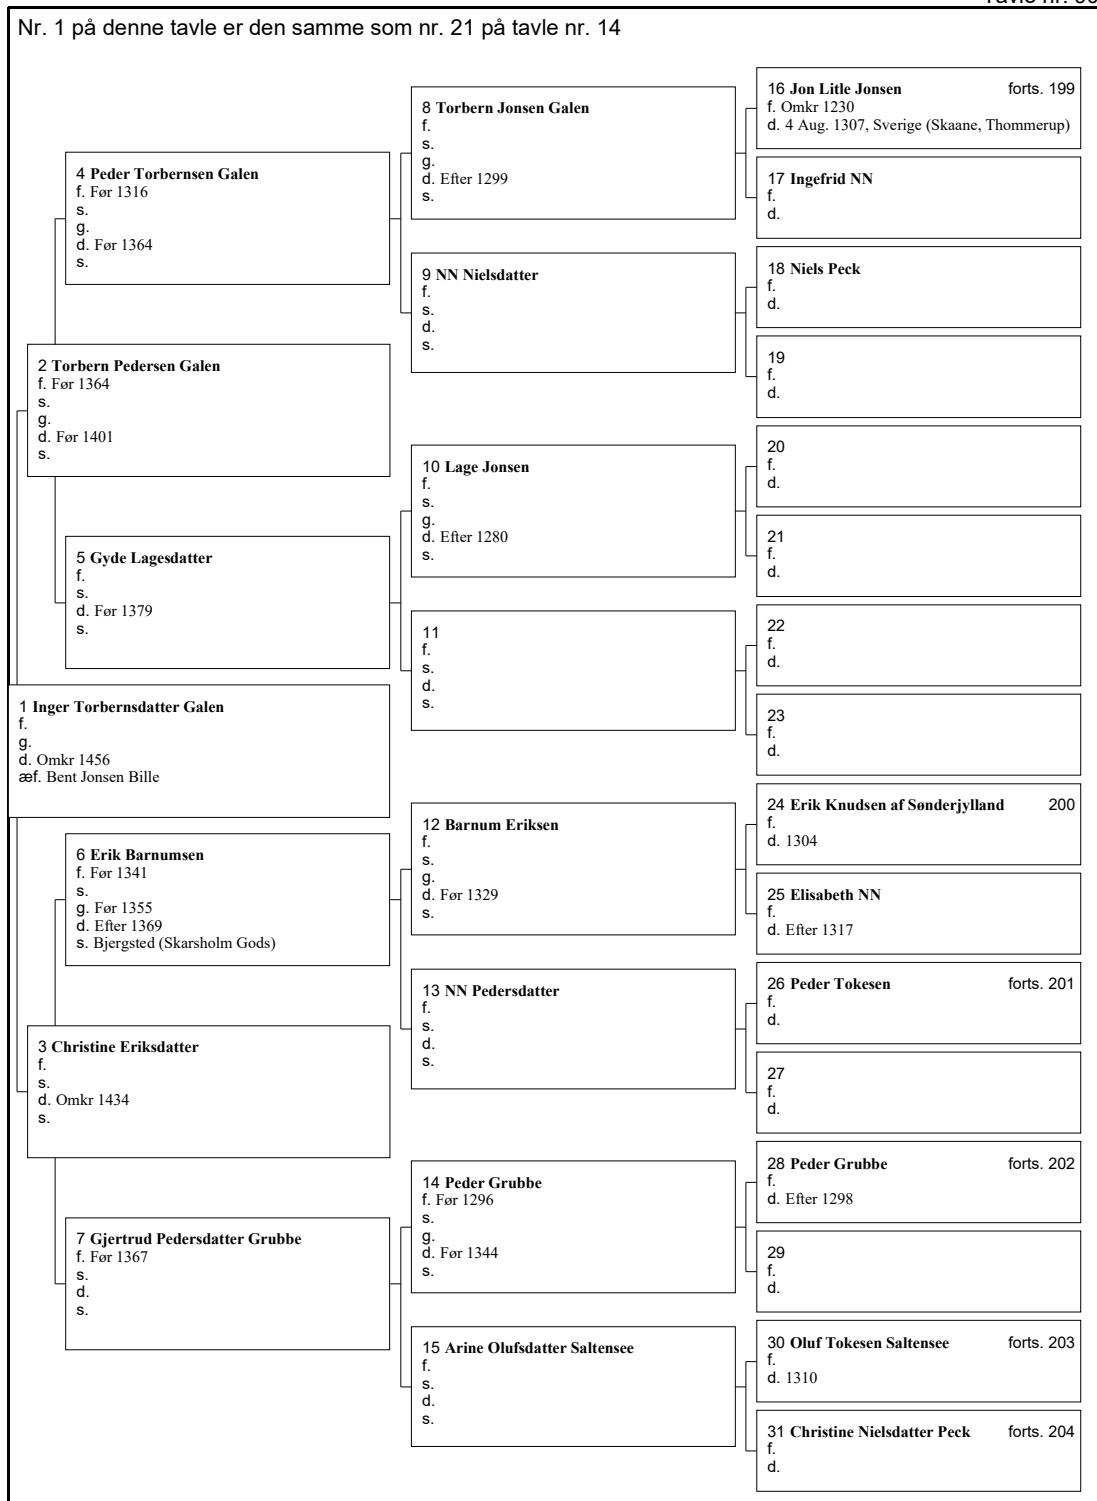 Nr. 1 på denne tavle er den samme som nr. 21 på tavle nr. 14
16 Jon Litle Jonsen forts. 199
f. Omkr 1230
d. 4 Aug. 1307, Sverige (Skaane, Thommerup)
8 Torbern Jonsen Galen
f.
s.
g.
d. Efter 1299
s.
4 Peder Torbernsen Galen
f. Før 1316
s.
g.
d. Før 1364
s.
17 Ingefrid NN
f.
d.
18 Niels Peck
f.
d.
9 NN Nielsdatter
f.
s.
d.
s.
2 Torbern Pedersen Galen
f. Før 1364
s.
g.
d. Før 1401
s.
19
f.
d.
20
f.
d.
10 Lage Jonsen
f.
s.
g.
d. Efter 1280
s.
21
f.
d.
5 Gyde Lagesdatter
f.
s.
d. Før 1379
s.
22
f.
d.
11
f.
s.
d.
s.
1 Inger Torbernsdatter Galen
f.
g.
d. Omkr 1456
æf. Bent Jonsen Bille
23
f.
d.
24 Erik Knudsen af Sønderjylland 200
f.
d. 1304
12 Barnum Eriksen
f.
s.
g.
d. Før 1329
s.
6 Erik Barnumsen
f. Før 1341
s.
g. Før 1355
d. Efter 1369
s. Bjergsted (Skarsholm Gods)
25 Elisabeth NN
f.
d. Efter 1317
26 Peder Tokesen forts. 201
f.
d.
13 NN Pedersdatter
f.
s.
d.
s.
3 Christine Eriksdatter
f.
s.
d. Omkr 1434
s.
27
f.
d.
28 Peder Grubbe forts. 202
f.
d. Efter 1298
14 Peder Grubbe
f. Før 1296
s.
g.
d. Før 1344
s.
7 Gjertrud Pedersdatter Grubbe
f. Før 1367
s.
d.
s.
29
f.
d.
30 Oluf Tokesen Saltensee forts. 203
f.
d. 1310
15 Arine Olufsdatter Saltensee
f.
s.
d.
s.
31 Christine Nielsdatter Peck forts. 204
f.
d.